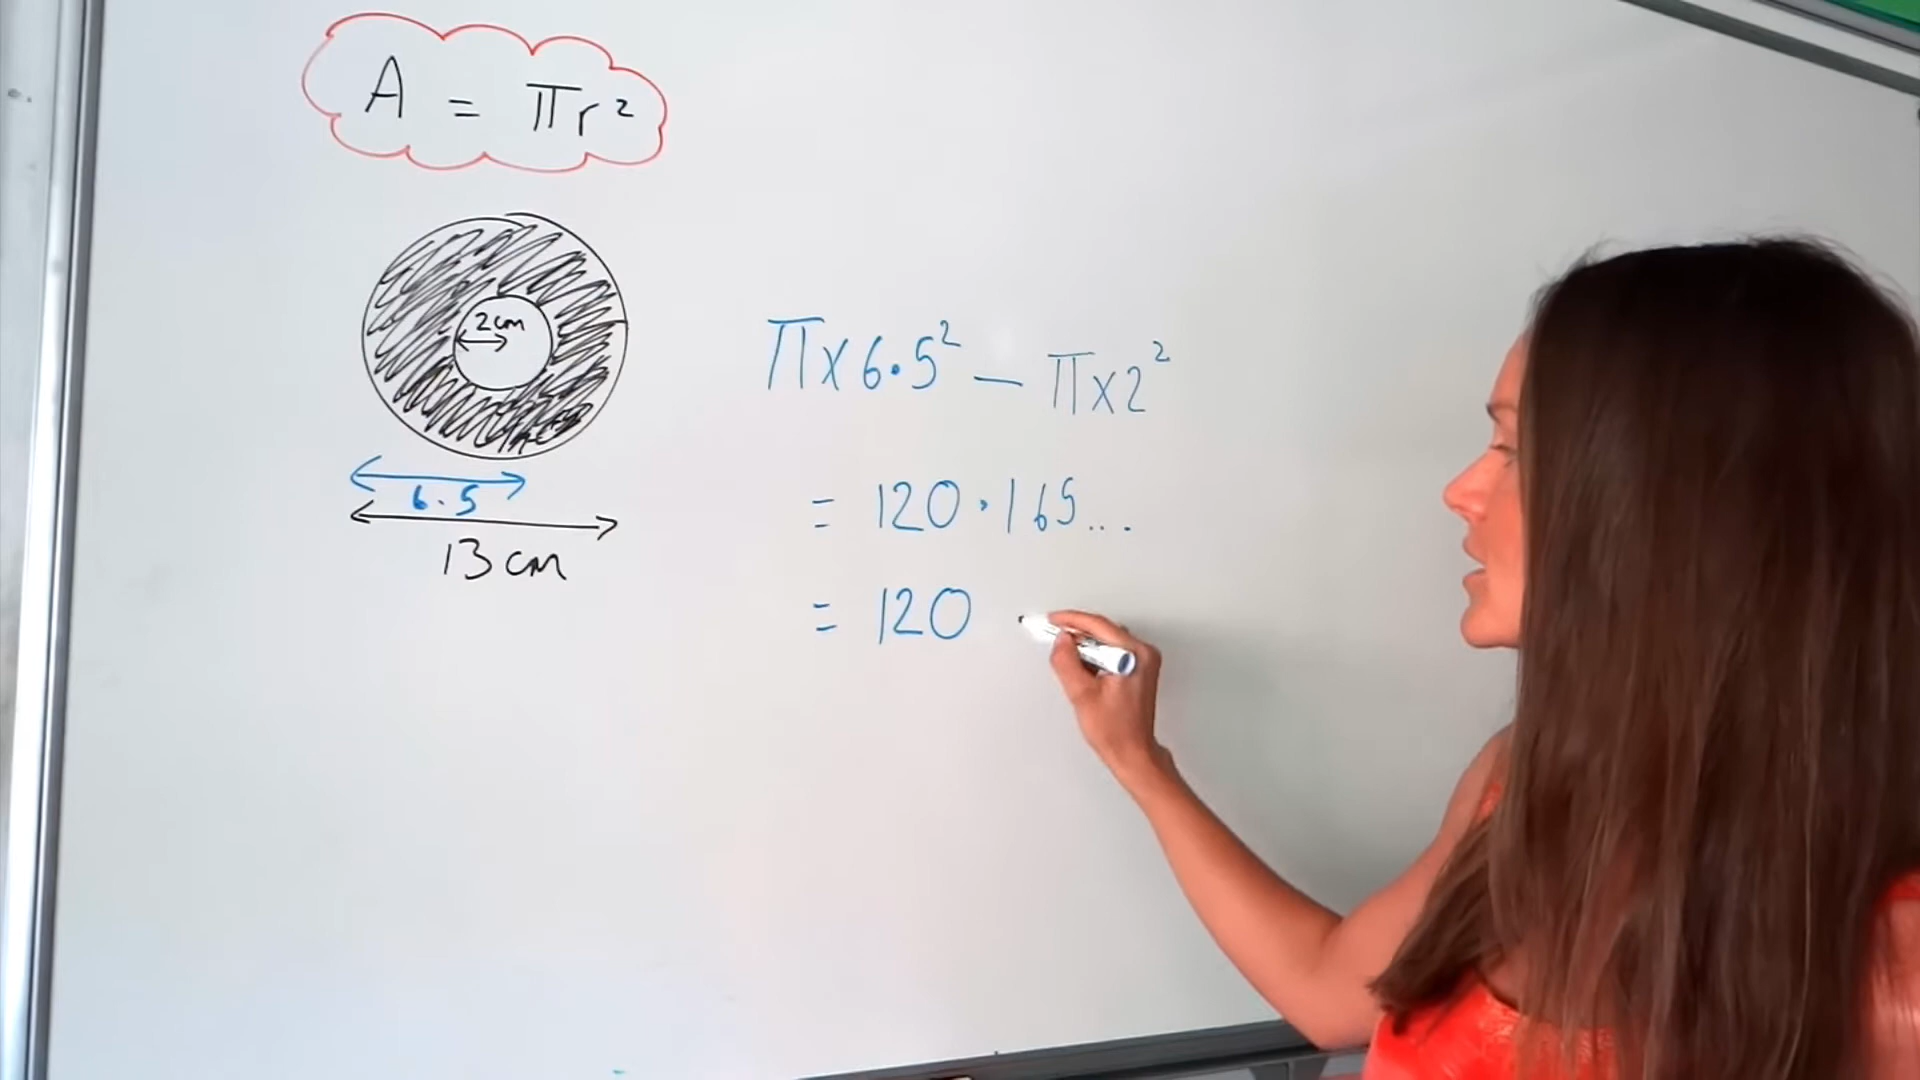 A = πr²
2cm
6.5
13 cm
π×6.5² − π×2²
= 120.165...
= 120